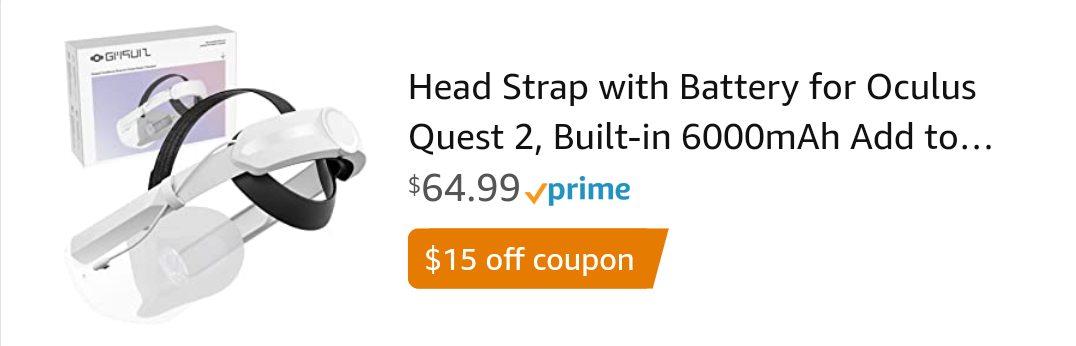 GIYSUIZ
Head Strap with Battery for Oculus
Quest 2, Built-in 6000mAh Add to...
$64.99 prime
$15 off coupon